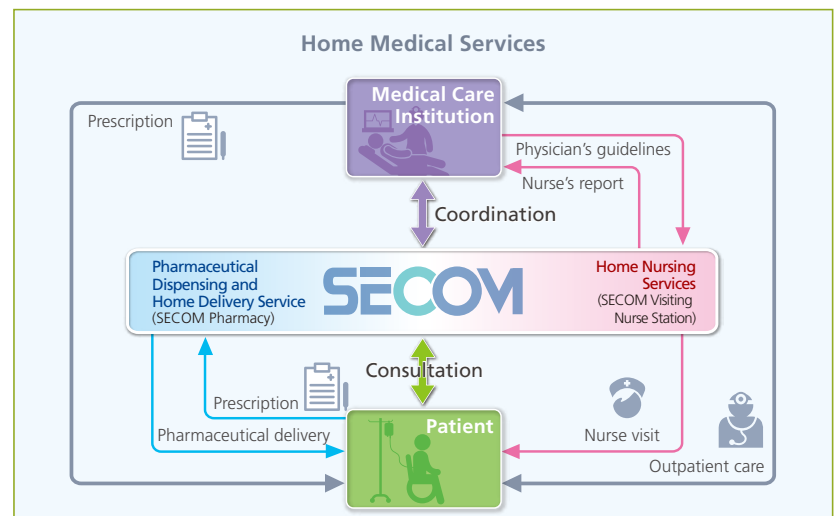 Home Medical Services
Medical Care
Institution
Prescription
Physician's guidelines
Nurse's report
Coordination
Pharmaceutical
Dispensing and
Home Delivery Service
(SECOM Pharmacy)
SECOM
Home Nursing
Services
(SECOM Visiting
Nurse Station)
Consultation
Prescription
Pharmaceutical delivery
Patient
Nurse visit
Outpatient care